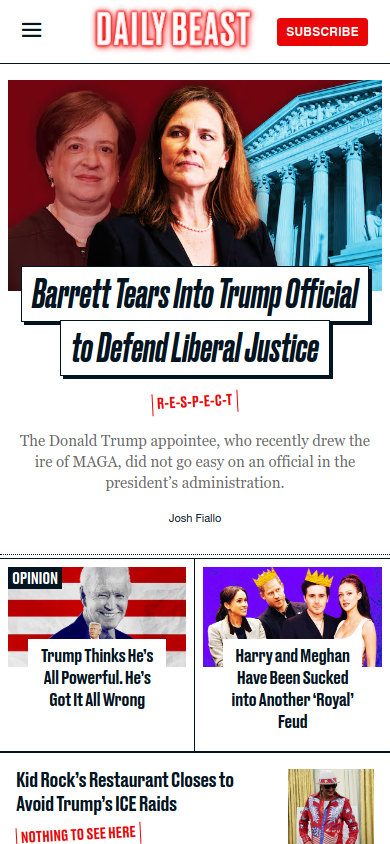 DAILY BEAST
SUBSCRIBE
Barrett Tears Into Trump Official
to Defend Liberal Justice
R-E-S-P-E-C-T
The Donald Trump appointee, who recently drew the
ire of MAGA, did not go easy on an official in the
president’s administration.
Josh Fiallo
OPINION
Trump Thinks He’s
All Powerful. He’s
Got It All Wrong
Harry and Meghan
Have Been Sucked
into Another ‘Royal’
Feud
Kid Rock’s Restaurant Closes to
Avoid Trump’s ICE Raids
NOTHING TO SEE HERE